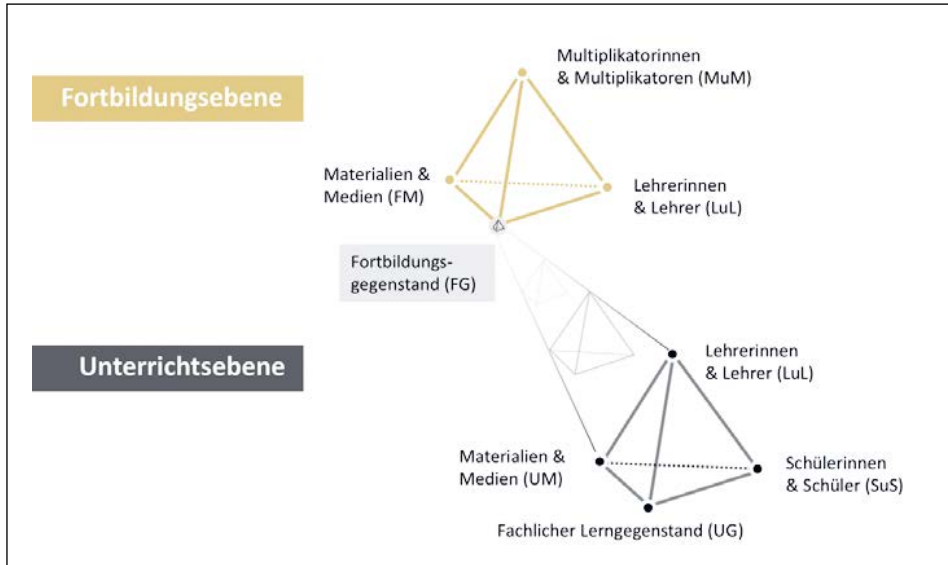 Fortbildungsebene
Multiplikatorinnen
& Multiplikatoren (MuM)
Materialien &
Medien (FM)
Lehrerinnen
& Lehrer (LuL)
Fortbildungs-
gegenstand (FG)
Unterrichtsebene
Lehrerinnen
& Lehrer (LuL)
Materialien &
Medien (UM)
Schülerinnen
& Schüler (SuS)
Fachlicher Lerngegenstand (UG)